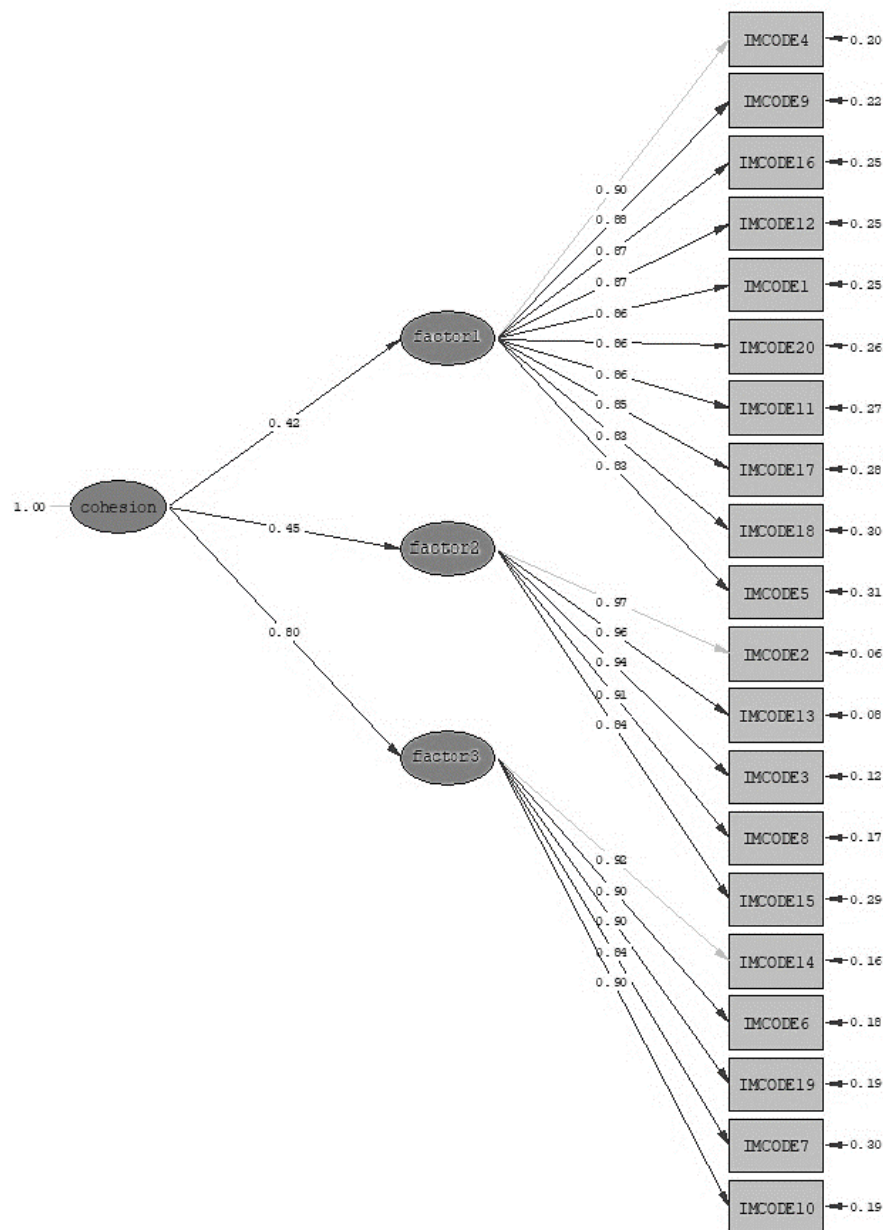 IMCODE4 0.20
IMCODE9 0.22
IMCODE16 0.25
0.90
0.88
IMCODE12 0.25
0.87
0.87
IMCODE1 0.25
0.86
factor1
0.86
IMCODE20 0.26
0.86
0.85
IMCODE11 0.27
0.42
0.83
0.83
IMCODE17 0.28
1.00 cohesion
0.45
IMCODE18 0.30
factor2
IMCODE5 0.31
0.97
0.80
0.96
IMCODE2 0.06
0.94
0.91
IMCODE13 0.08
0.84
factor3
IMCODE3 0.12
IMCODE8 0.17
0.92
0.90
IMCODE15 0.29
0.90
0.84
IMCODE14 0.16
0.90
IMCODE6 0.18
IMCODE19 0.19
IMCODE7 0.30
IMCODE10 0.19